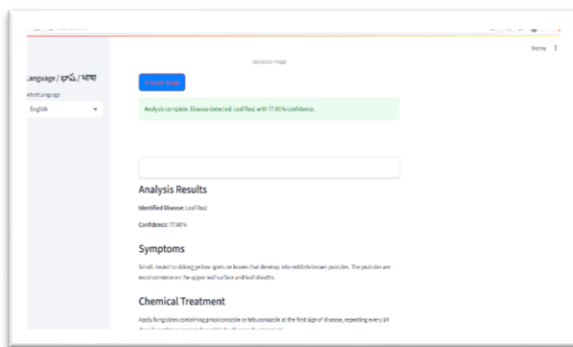 Deploy
Uploaded Image
Language / భాష / भाषा
Select Language
English
Analysis complete. Disease detected: Leaf Rust with 77.80% confidence.
Analysis Results
Identified Disease: Leaf Rust
Confidence: 77.80%
Symptoms
Small, round to oblong yellow spots on leaves that develop into reddish-brown pustules. The pustules are
most common on the upper leaf surface and leaf sheaths.
Chemical Treatment
Apply fungicides containing propiconazole or tebuconazole at the first sign of disease, repeating every 14